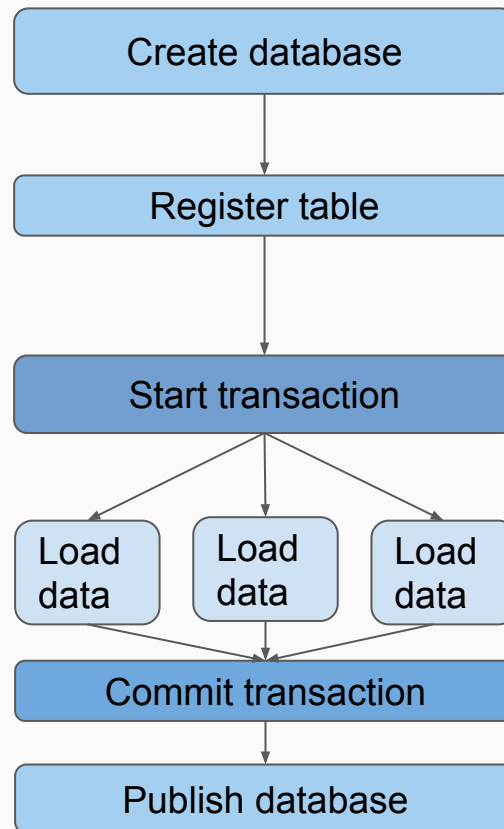 Create database
Register table
Start transaction
Load
data
Load
data
Load
data
Commit transaction
Publish database